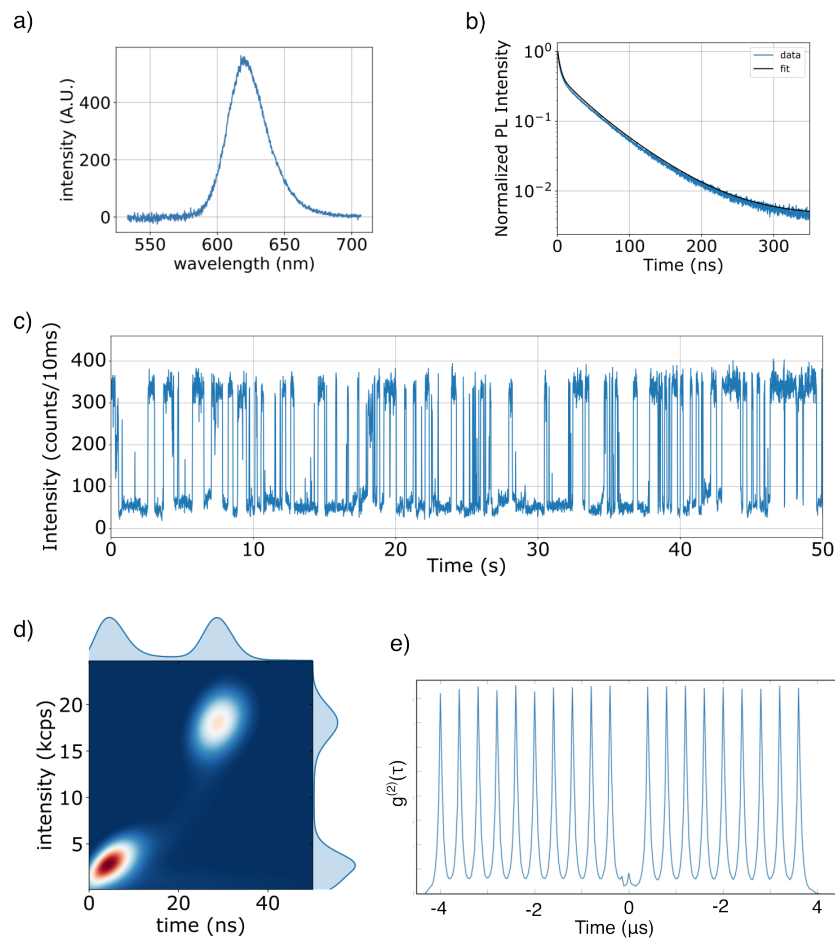 a)
intensity (A.U.)
400
200
0
550
600
650
700
wavelength (nm)
b)
Normalized PL Intensity
10⁰
10⁻¹
10⁻²
data
fit
0
100
200
300
Time (ns)
c)
Intensity (counts/10ms)
400
300
200
100
0
0
10
20
30
40
50
Time (s)
d)
intensity (kcps)
20
15
10
5
0
20
40
time (ns)
e)
g⁽²⁾(τ)
-4
-2
0
-2
4
Time (µs)